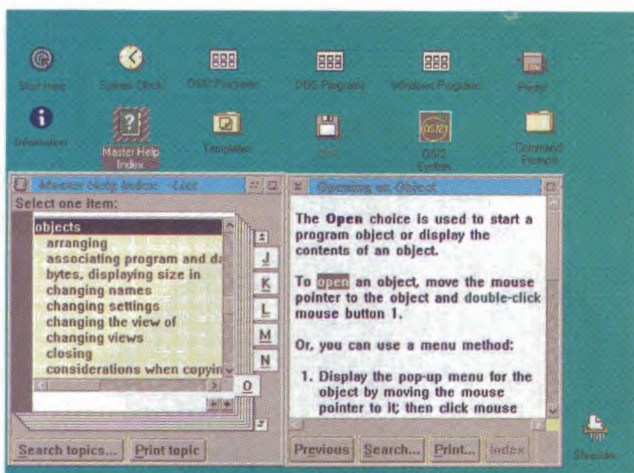 Start Here
System Clock
OS/2 Programs
DOS Programs
Windows Programs
Printer
Information
Master Help
Index
Templates
OS/2
OS/2
System
Command
Prompts
Master Help Index - List
Select one item:
objects
arranging
associating program and da
bytes, displaying size in
changing names
changing settings
changing the view of
changing views
closing
considerations when copyin
J
K
L
M
N
O
Search topics...
Print topic
Opening an Object
The Open choice is used to start a
program object or display the
contents of an object.
To open an object, move the mouse
pointer to the object and double-click
mouse button 1.
Or, you can use a menu method:
1. Display the pop-up menu for the
object by moving the mouse
pointer to it; then click mouse
Previous
Search...
Print...
Index
Shredder